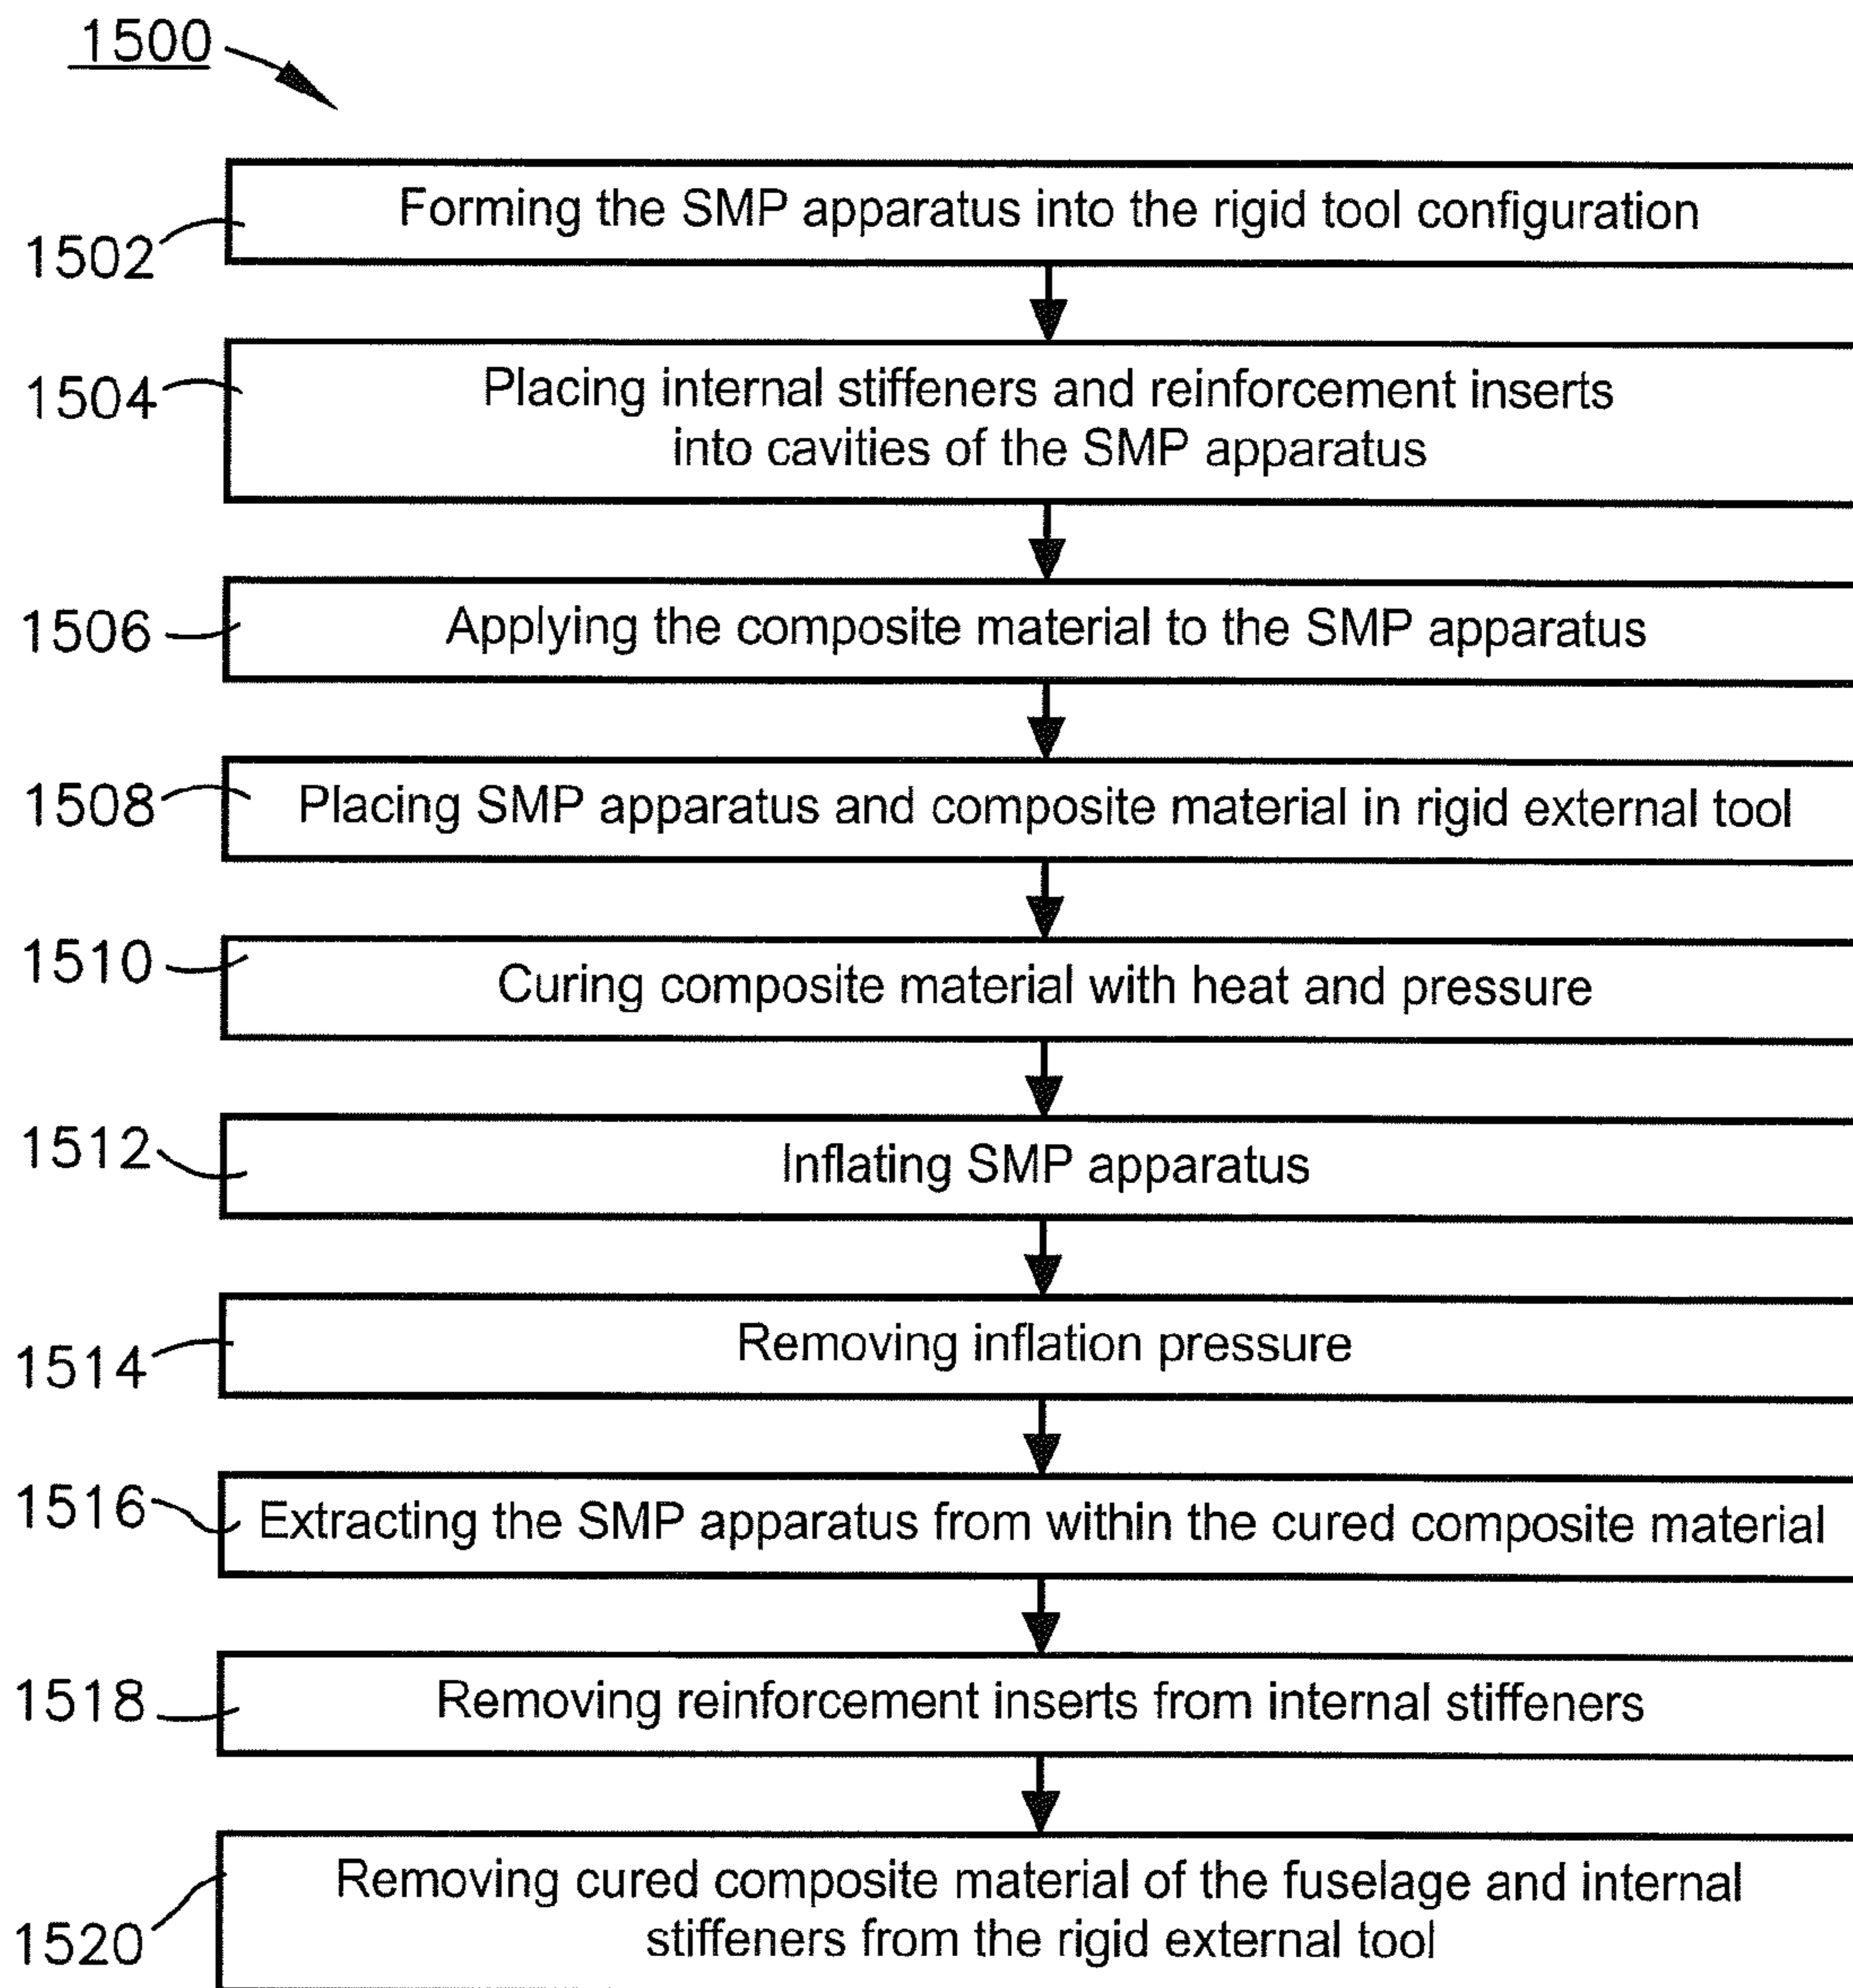 1500
1502
Forming the SMP apparatus into the rigid tool configuration
1504
Placing internal stiffeners and reinforcement inserts
into cavities of the SMP apparatus
1506
Applying the composite material to the SMP apparatus
1508
Placing SMP apparatus and composite material in rigid external tool
1510
Curing composite material with heat and pressure
1512
Inflating SMP apparatus
1514
Removing inflation pressure
1516
Extracting the SMP apparatus from within the cured composite material
1518
Removing reinforcement inserts from internal stiffeners
1520
Removing cured composite material of the fuselage and internal
stiffeners from the rigid external tool